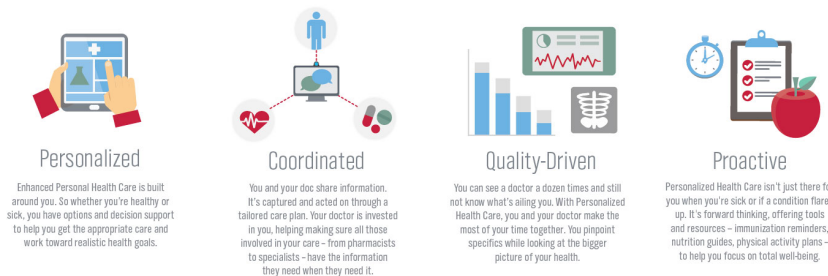 Personalized
Enhanced Personal Health Care is built
around you. So whether you're healthy or
sick, you have options and decision support
to help you get the appropriate care and
work toward realistic health goals.
Coordinated
You and your doc share information.
It's captured and acted on through a
tailored care plan. Your doctor is invested
in you, helping making sure all those
involved in your care – from pharmacists
to specialists – have the information
they need when they need it.
Quality-Driven
You can see a doctor a dozen times and still
not know what's ailing you. With Personalized
Health Care, you and your doctor make the
most of your time together. You pinpoint
specifics while looking at the bigger
picture of your health.
Proactive
Personalized Health Care isn't just there
you when you're sick or if a condition
up. It's forward thinking, offering tools
and resources – immunization reminders,
nutrition guides, physical activity plans –
to help you focus on total well-being.